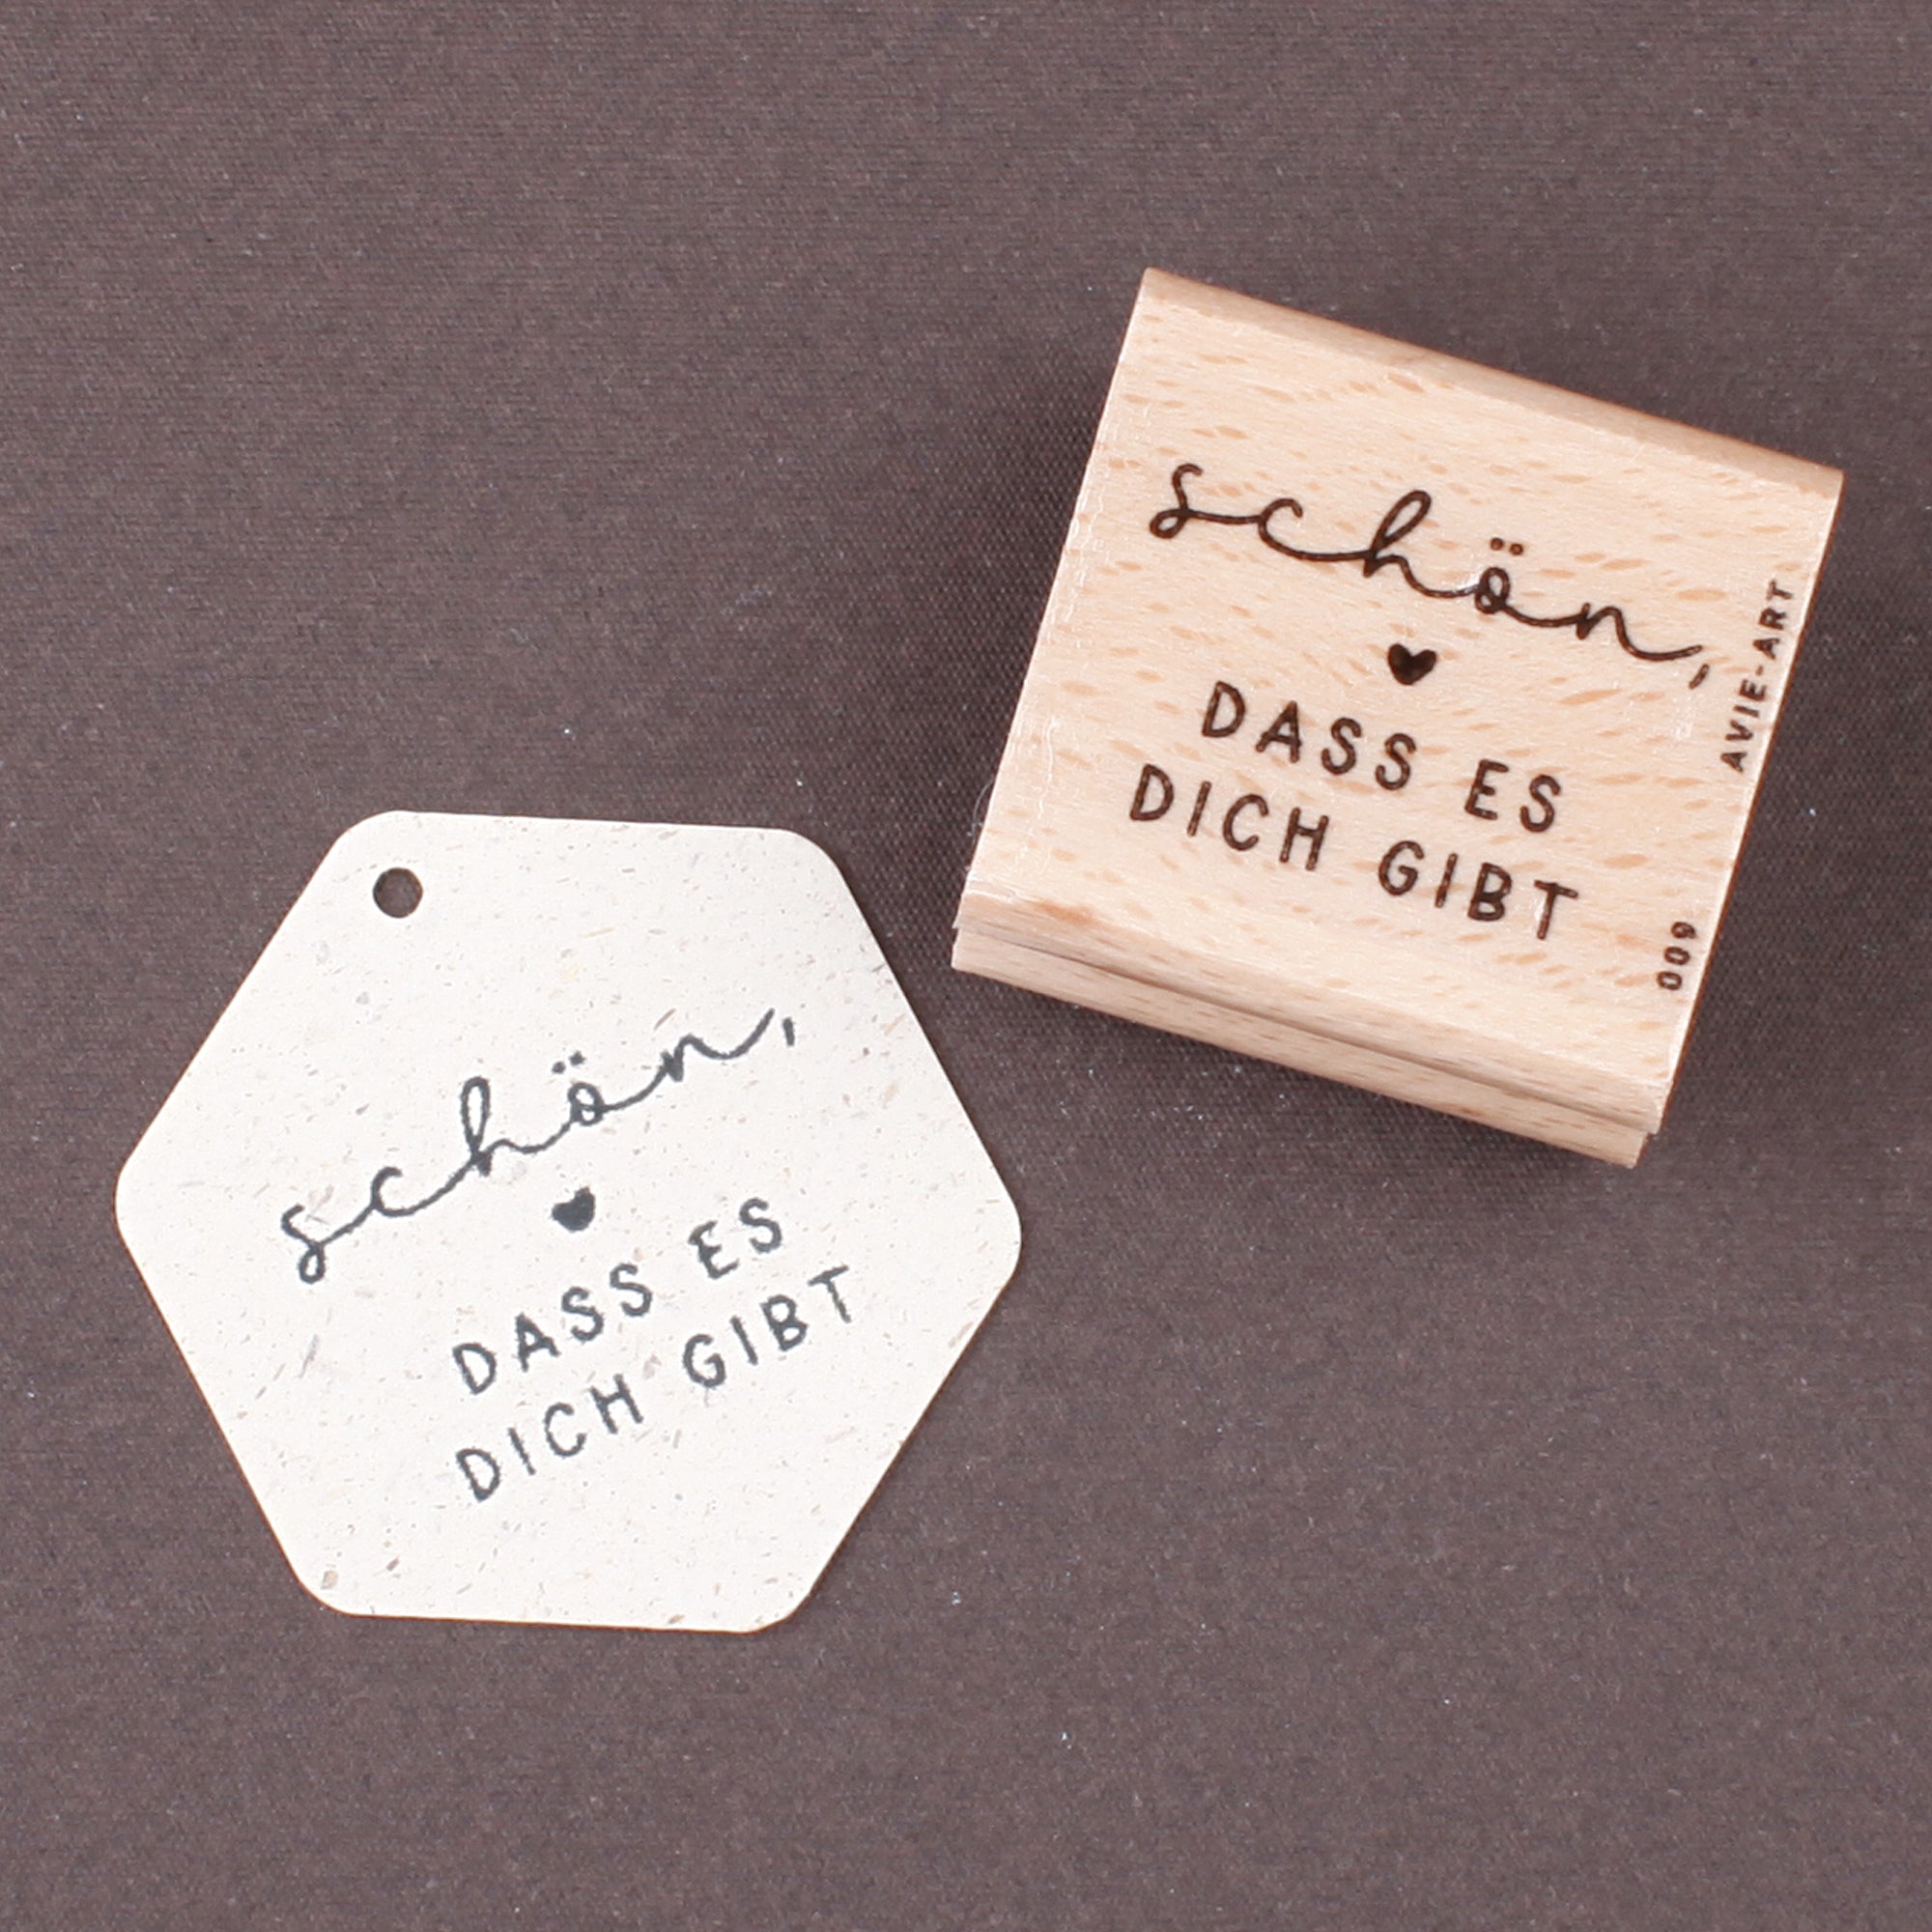 schön,
DASS ES
DICH GIBT
schön,
DASS ES
DICH GIBT
AVIE-ART
009